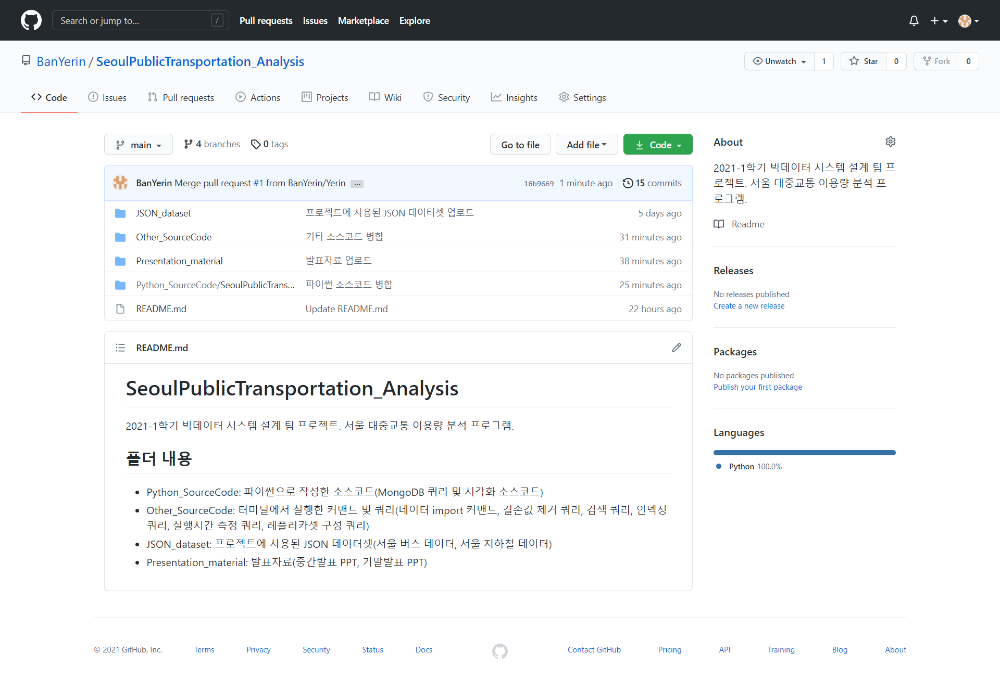 Search or jump to... /
Pull requests Issues Marketplace Explore
BanYerin / SeoulPublicTransportation_Analysis
Unwatch 1 Star 0 Fork 0
Code Issues Pull requests Actions Projects Wiki Security Insights Settings
main 4 branches 0 tags
Go to file Add file Code
BanYerin Merge pull request #1 from BanYerin/Yerin ... 16b9669 1 minute ago 15 commits
JSON_dataset 프로젝트에 사용된 JSON 데이터셋 업로드 5 days ago
Other_SourceCode 기타 소스코드 병합 31 minutes ago
Presentation_material 발표자료 업로드 38 minutes ago
Python_SourceCode/SeoulPublicTrans... 파이썬 소스코드 병합 25 minutes ago
README.md Update README.md 22 hours ago
README.md
SeoulPublicTransportation_Analysis
2021-1학기 빅데이터 시스템 설계 팀 프로젝트. 서울 대중교통 이용량 분석 프로그램.
폴더 내용
Python_SourceCode: 파이썬으로 작성한 소스코드(MongoDB 쿼리 및 시각화 소스코드)
Other_SourceCode: 터미널에서 실행한 커맨드 및 쿼리(데이터 import 커맨드, 결손값 제거 쿼리, 검색 쿼리, 인덱싱
쿼리, 실행시간 측정 쿼리, 레플리카셋 구성 쿼리)
JSON_dataset: 프로젝트에 사용된 JSON 데이터셋(서울 버스 데이터, 서울 지하철 데이터)
Presentation_material: 발표자료(중간발표 PPT, 기말발표 PPT)
About
2021-1학기 빅데이터 시스템 설계 팀 프
로젝트. 서울 대중교통 이용량 분석 프
로그램.
Readme
Releases
No releases published
Create a new release
Packages
No packages published
Publish your first package
Languages
Python 100.0%
© 2021 GitHub, Inc. Terms Privacy Security Status Docs Contact GitHub Pricing API Training Blog About